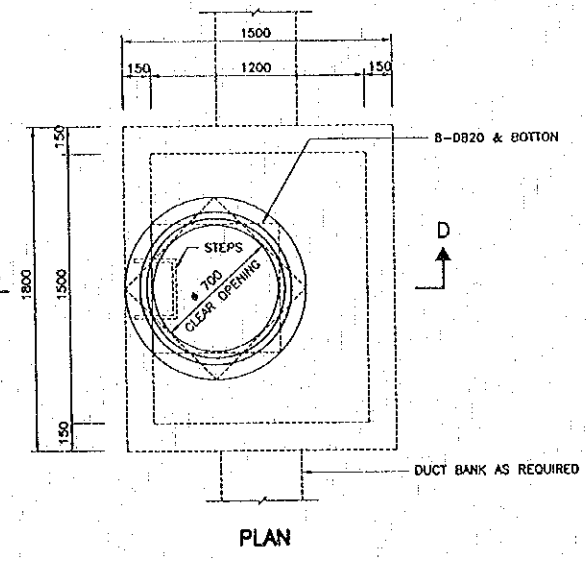 1500
150 1200 150
8-DB20 & BOTTON
150
STEPS
D
ø 700
CLEAR OPENING
1800
1500
150
DUCT BANK AS REQUIRED
PLAN